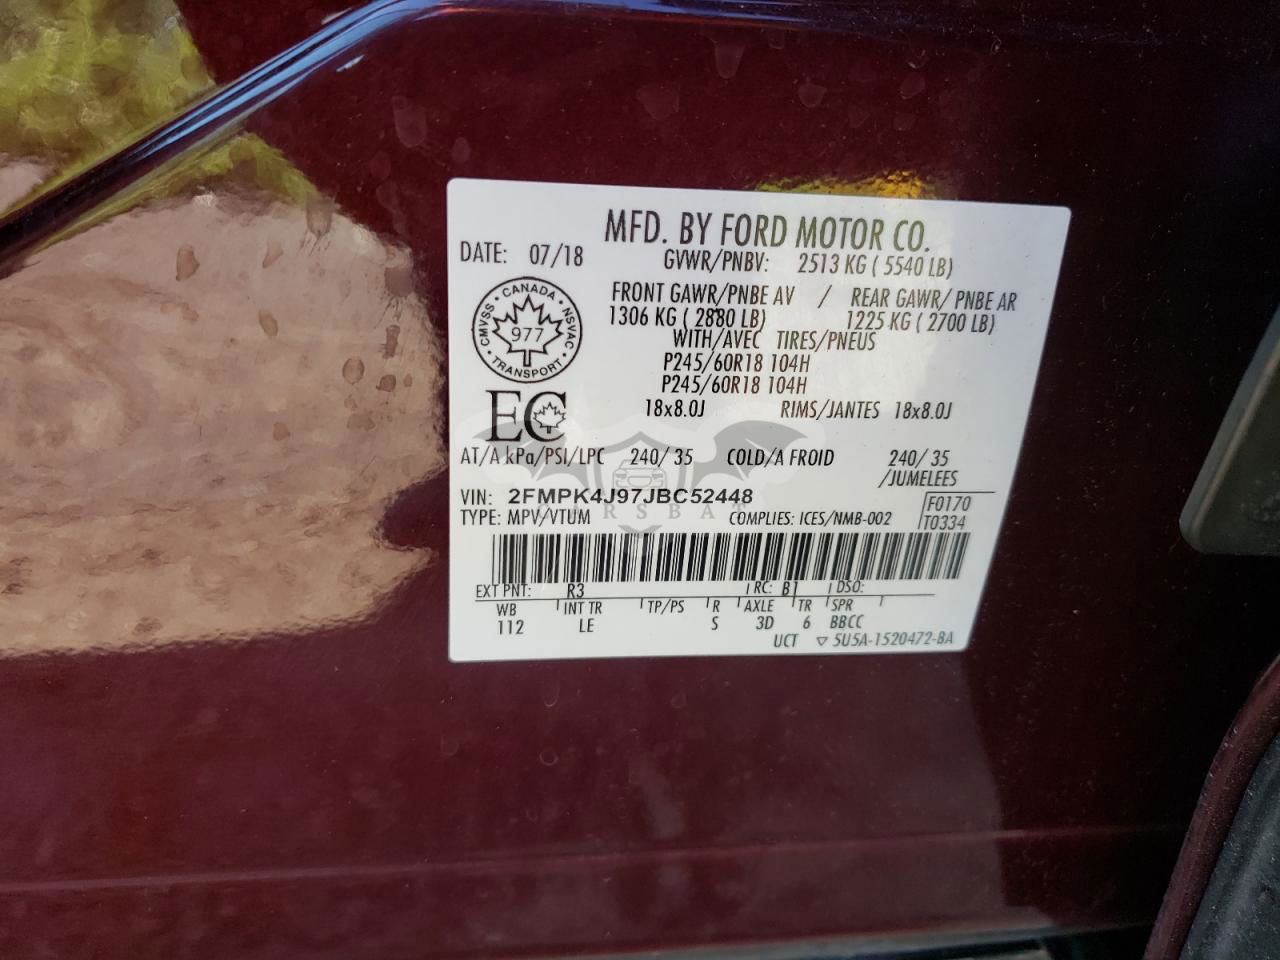 MFD. BY FORD MOTOR CO.
DATE: 07/18
GVWR/PNBV: 2513 KG ( 5540 LB)
FRONT GAWR/PNBE AV / REAR GAWR/ PNBE AR
1306 KG ( 2880 LB) 1225 KG ( 2700 LB)
WITH/AVEC TIRES/PNEUS
P245/60R18 104H
P245/60R18 104H
18x8.0J RIMS/JANTES 18x8.0J
CMVSS · CANADA · NSVAC
977
· TRANSPORT ·
EC
AT/A kPa/PSI/LPC 240/ 35 COLD/A FROID 240/ 35
/JUMELEES
VIN: 2FMPK4J97JBC52448
CARSBAT
TYPE: MPV/VTUM COMPLIES: ICES/NMB-002
F0170
T0334
EXT PNT: R3 RC: B1 DSO:
WB INT TR TP/PS R AXLE TR SPR
112 LE S 3D 6 BBCC
UCT ▽ 5U5A-1520472-BA